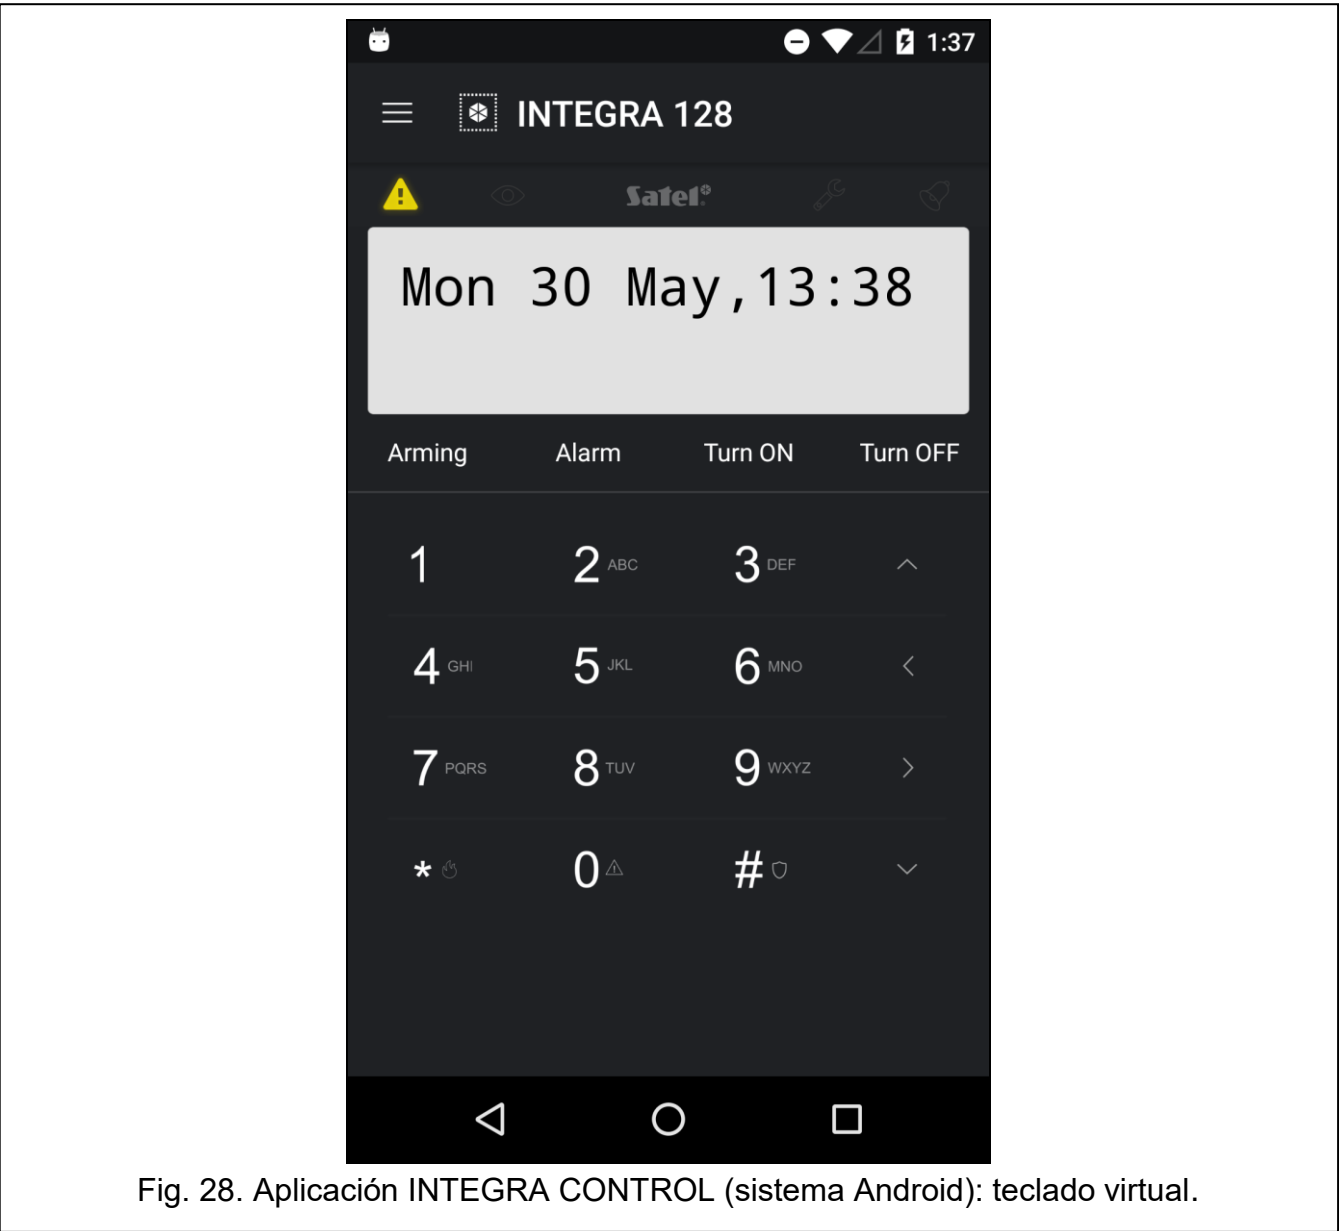 1:37
INTEGRA 128
Satel®
Mon 30 May,13:38
Arming Alarm Turn ON Turn OFF
1 2 ABC 3 DEF
4 GHI 5 JKL 6 MNO
7 PQRS 8 TUV 9 WXYZ
* 0 #
Fig. 28. Aplicación INTEGRA CONTROL (sistema Android): teclado virtual.